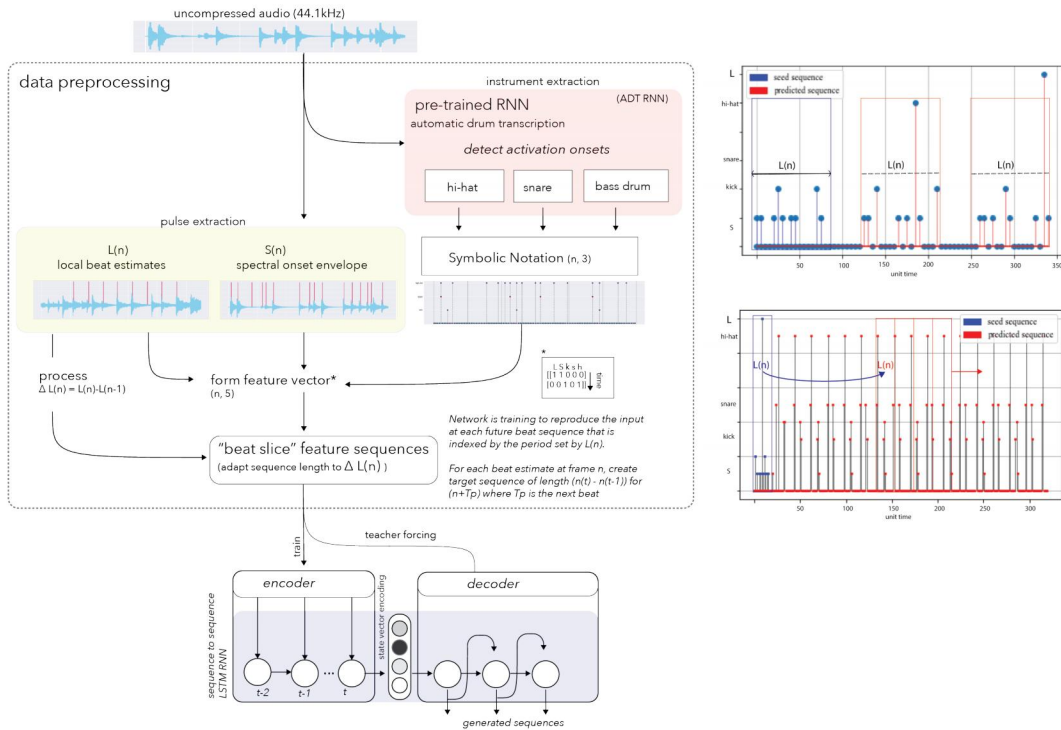 uncompressed audio (44.1kHz)
data preprocessing
instrument extraction
pre-trained RNN
(ADT RNN)
automatic drum transcription
detect activation onsets
hi-hat
snare
bass drum
Symbolic Notation (n, 3)
pulse extraction
L(n)
local beat estimates
S(n)
spectral onset envelope
process
Δ L(n) = L(n)-L(n-1)
form feature vector*
(n, 5)
*
L S k s h
[[1 1 0 0 0]
[0 0 1 0 1]]
time
"beat slice" feature sequences
(adapt sequence length to Δ L(n) )
Network is training to reproduce the input
at each future beat sequence that is
indexed by the period set by L(n).
For each beat estimate at frame n, create
target sequence of length (n(t) - n(t-1)) for
(n+Tp) where Tp is the next beat
train
teacher forcing
sequence to sequence
LSTM RNN
encoder
state vector encoding
decoder
t-2
t-1
...
t
generated sequences
L
hi-hat
snare
kick
S
seed sequence
predicted sequence
L(n)
L(n)
L(n)
50
100
150
200
250
300
350
unit time
L
hi-hat
snare
kick
S
seed sequence
predicted sequence
L(n)
L(n)
0
50
100
150
200
250
300
unit time